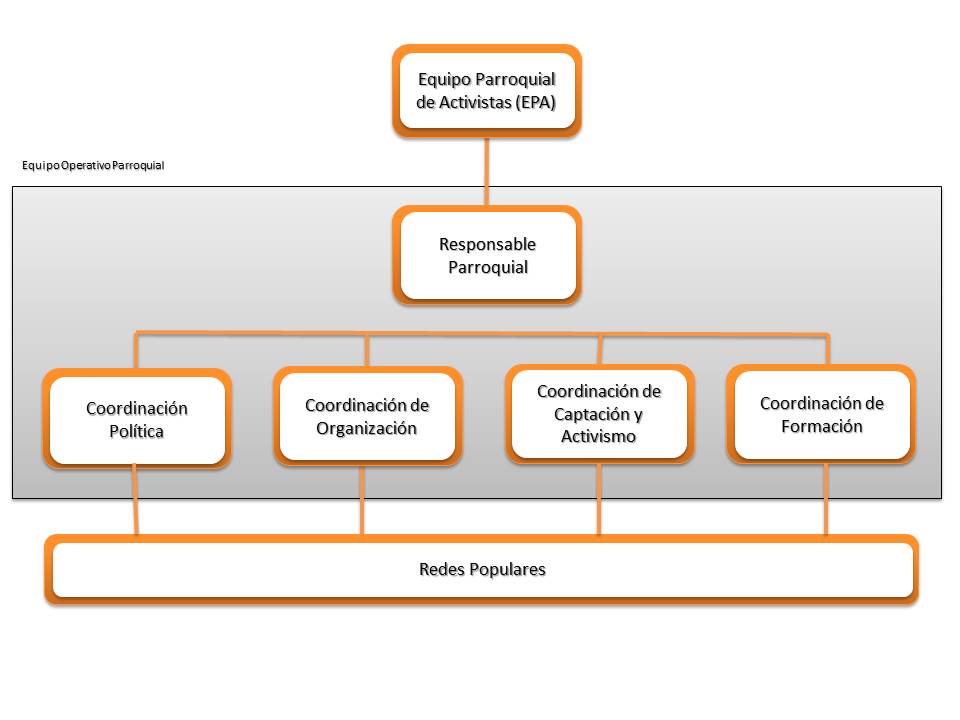 Equipo Parroquial
de Activistas (EPA)
Equipo Operativo Parroquial
Responsable
Parroquial
Coordinación
Política
Coordinación de
Organización
Coordinación de
Captación y
Activismo
Coordinación de
Formación
Redes Populares